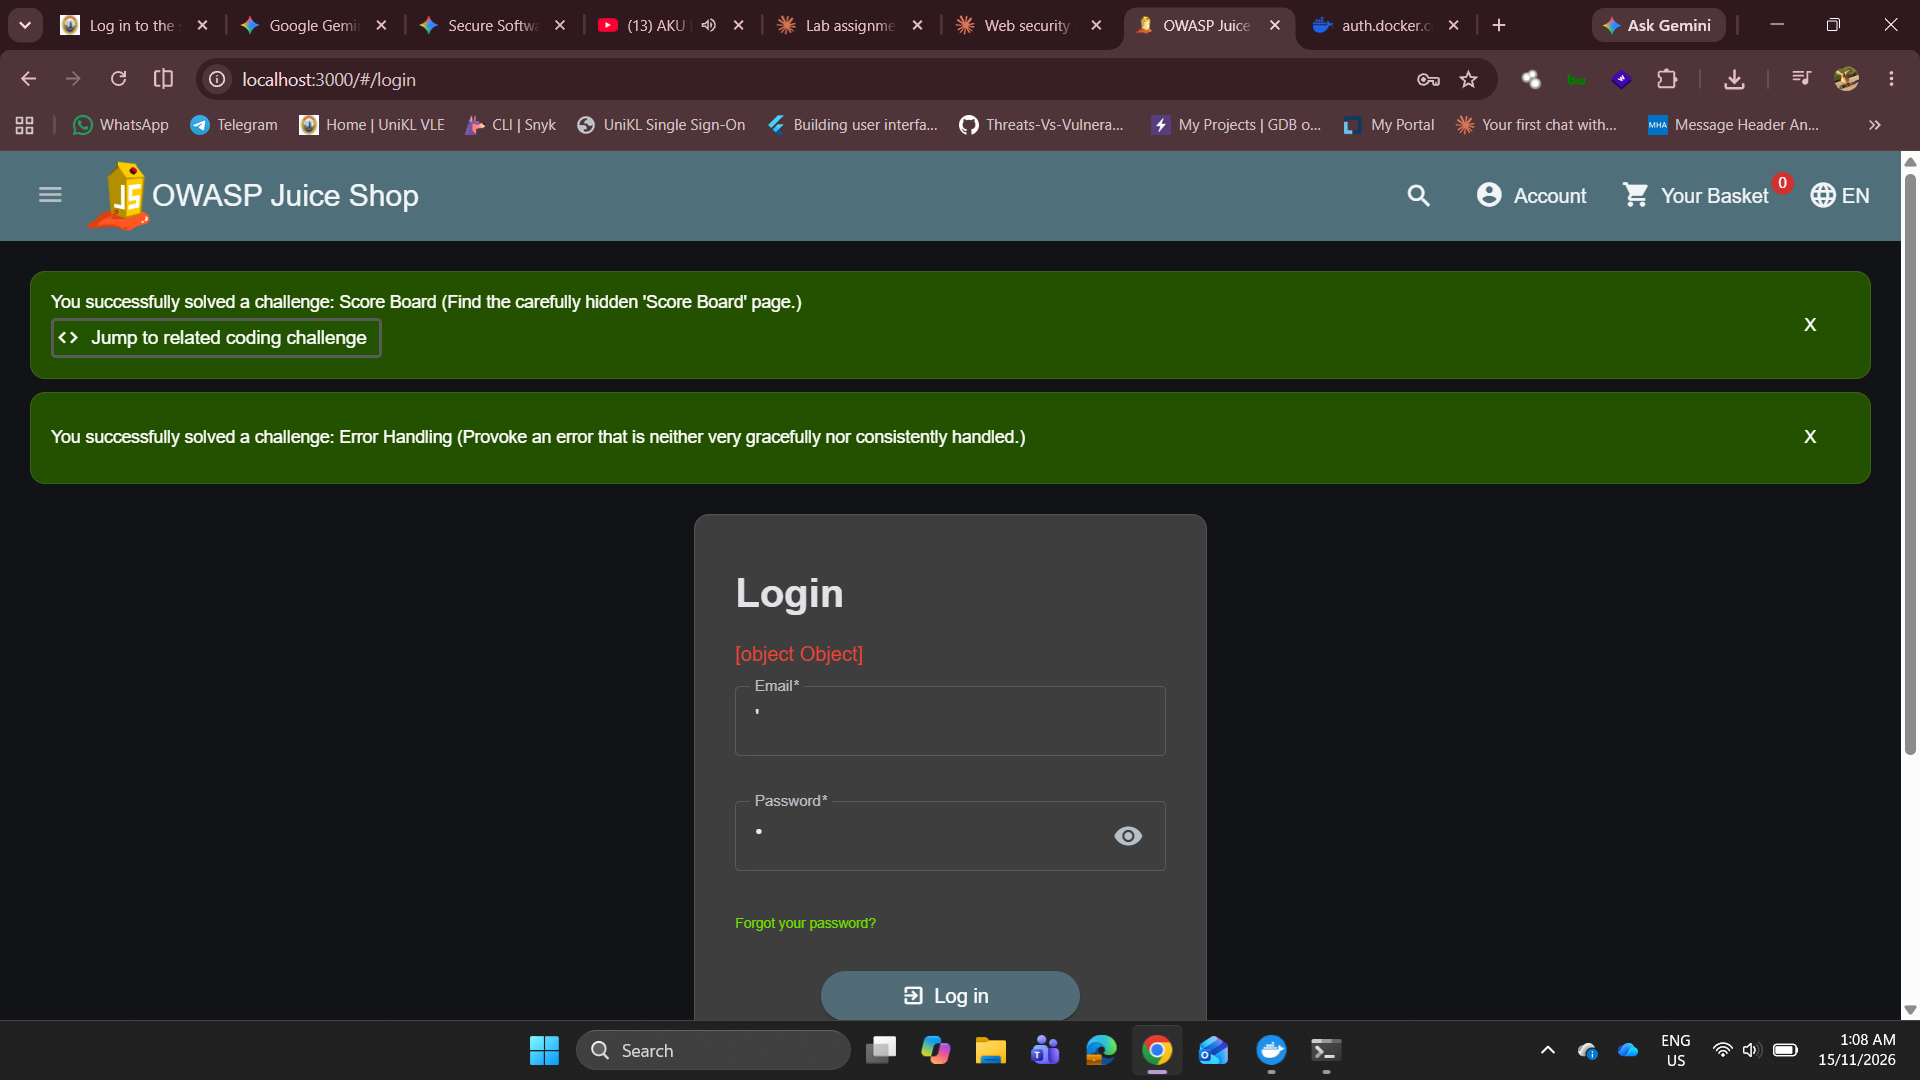 Log in to the s
Google Gemi
Secure Softw
(13) AKU
Lab assignme
Web security
OWASP Juice
auth.docker.c
Ask Gemini
localhost:3000/#/login
WhatsApp
Telegram
Home | UniKL VLE
CLI | Snyk
UniKL Single Sign-On
Building user interfa...
Threats-Vs-Vulnera...
My Projects | GDB o...
My Portal
Your first chat with...
MHA
Message Header An...
»
JS
OWASP Juice Shop
Account
Your Basket
0
EN
You successfully solved a challenge: Score Board (Find the carefully hidden 'Score Board' page.)
<> Jump to related coding challenge
X
You successfully solved a challenge: Error Handling (Provoke an error that is neither very gracefully nor consistently handled.)
X
Login
[object Object]
Email*
'
Password*
•
Forgot your password?
Log in
Search
ENG
US
1:08 AM
15/11/2026